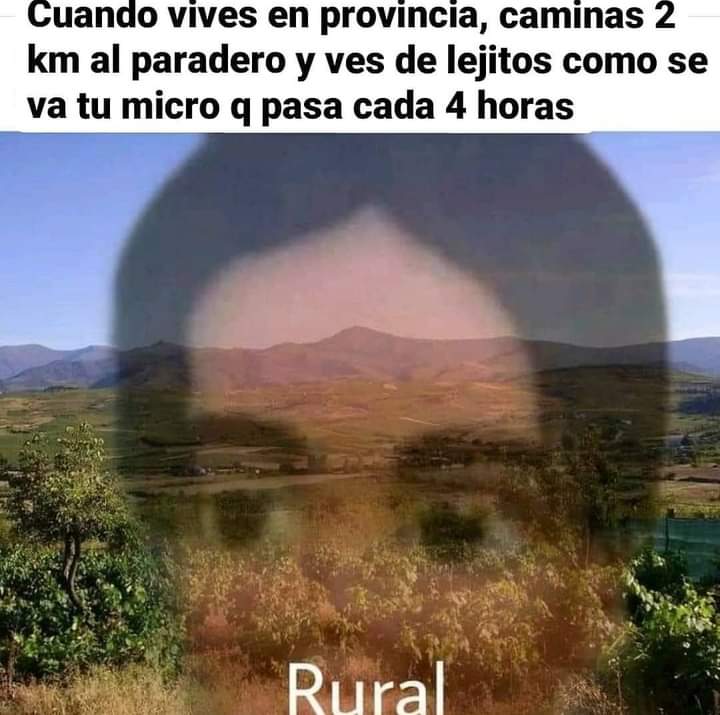 Cuando vives en provincia, caminas 2
km al paradero y ves de lejitos como se
va tu micro q pasa cada 4 horas
Rural